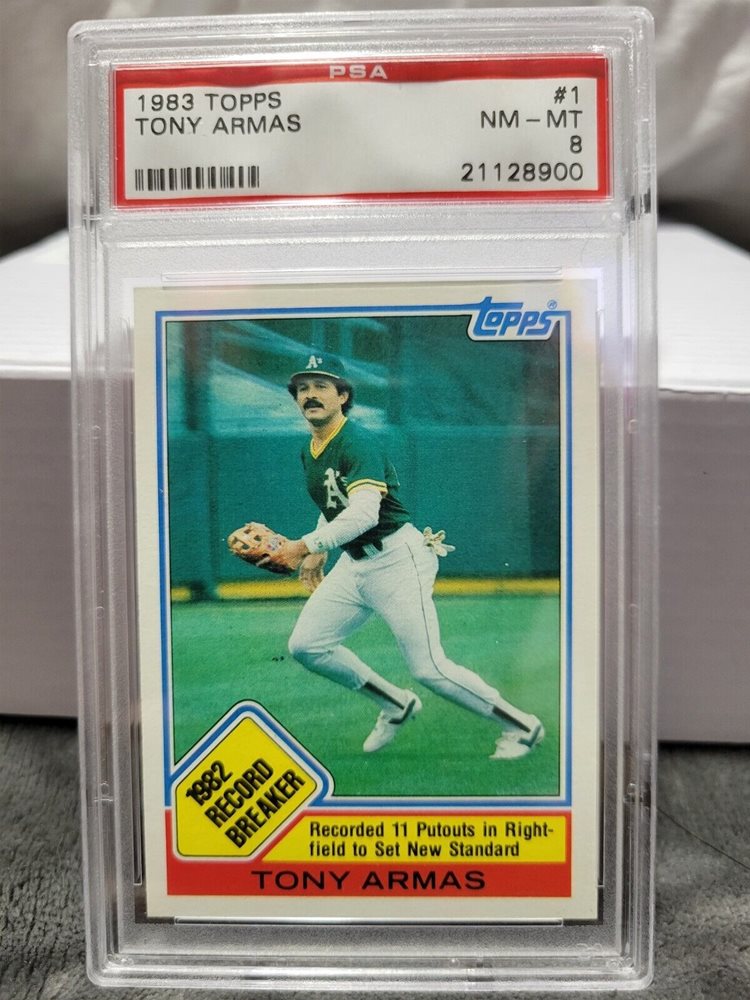 PSA
1983 TOPPS #1
TONY ARMAS NM - MT
8
21128900
Topps®
A's
A's
1982
RECORD
BREAKER
Recorded 11 Putouts in Right-
field to Set New Standard
TONY ARMAS